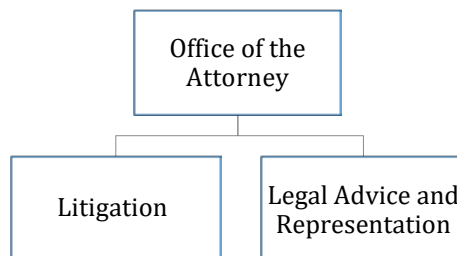 Office of the
Attorney
Litigation
Legal Advice and
Representation